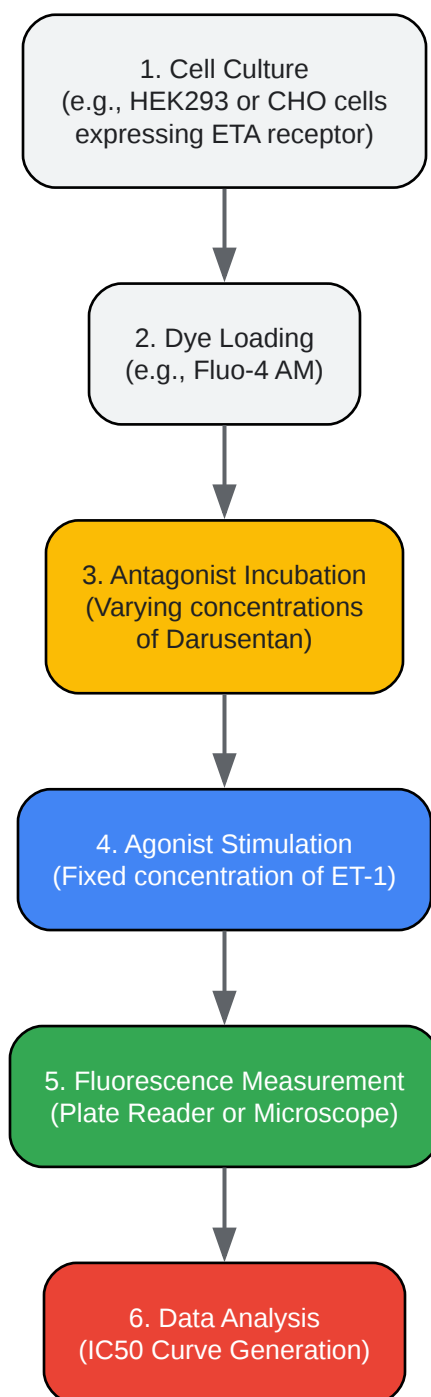 1. Cell Culture
(e.g., HEK293 or CHO cells
expressing ETA receptor)
2. Dye Loading
(e.g., Fluo-4 AM)
3. Antagonist Incubation
(Varying concentrations
of Darusentan)
4. Agonist Stimulation
(Fixed concentration of ET-1)
5. Fluorescence Measurement
(Plate Reader or Microscope)
6. Data Analysis
(IC50 Curve Generation)